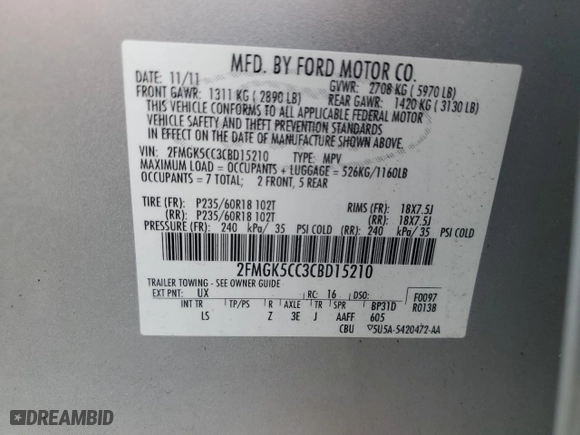 MFD. BY FORD MOTOR CO.
DATE: 11/11 GVWR: 2708 KG ( 5970 LB)
FRONT GAWR: 1311 KG ( 2890 LB) REAR GAWR: 1420 KG ( 3130 LB)
THIS VEHICLE CONFORMS TO ALL APPLICABLE FEDERAL MOTOR
VEHICLE SAFETY AND THEFT PREVENTION STANDARDS
IN EFFECT ON THE DATE OF MANUFACTURE SHOWN ABOVE.
VIN: 2FMGK5CC3CBD15210 TYPE: MPV
MAXIMUM LOAD = OCCUPANTS + LUGGAGE = 526KG/1160LB
OCCUPANTS = 7 TOTAL; 2 FRONT, 5 REAR
TIRE (FR): P235/60R18 102T RIMS (FR): 18X7.5J
(RR): P235/60R18 102T (RR): 18X7.5J
PRESSURE (FR): 240 kPa/ 35 PSI COLD (RR): 240 kPa/ 35 PSI COLD
2FMGK5CC3CBD15210
TRAILER TOWING - SEE OWNER GUIDE
EXT PNT: UX RC: 16 DSO: F0097
INT TR TP/PS R AXLE TR SPR BP31D R0138
LS Z 3E J AAFF 605
CBU 5U5A-5420472-AA
DREAMBID